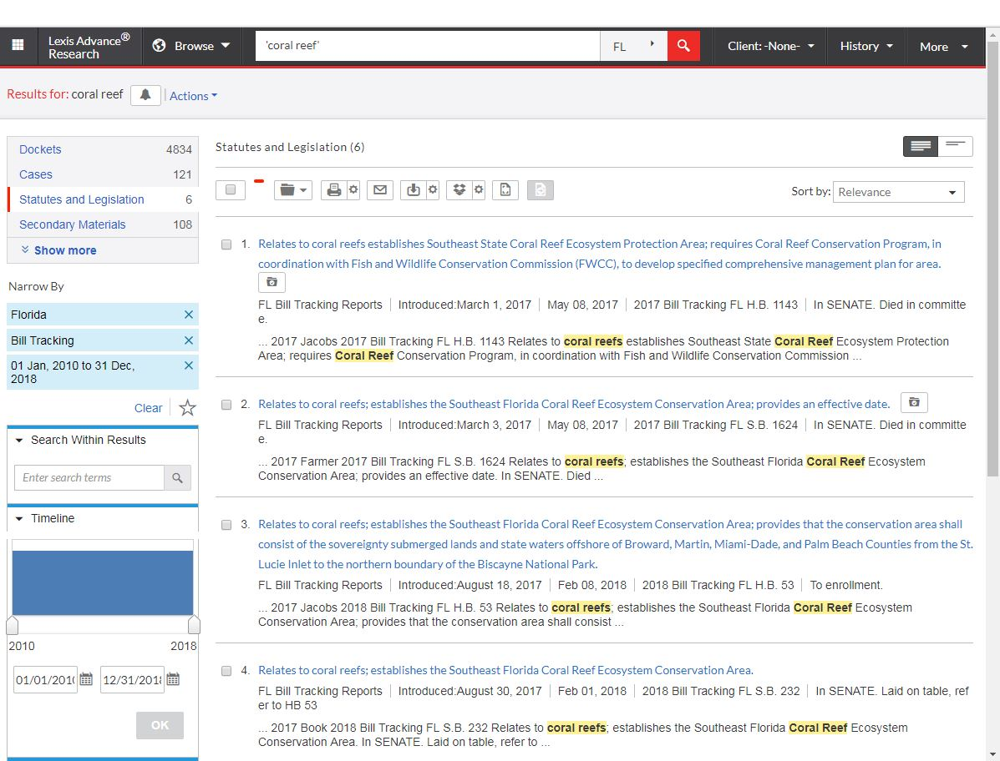 Lexis Advance®
Research
Browse
'coral reef'
FL
Client: -None-
History
More
Results for: coral reef
Actions
Dockets 4834
Cases 121
Statutes and Legislation 6
Secondary Materials 108
Show more
Narrow By
Florida
Bill Tracking
01 Jan, 2010 to 31 Dec,
2018
Clear
Search Within Results
Enter search terms
Timeline
2010 2018
01/01/2010 12/31/2018
OK
Statutes and Legislation (6)
Sort by: Relevance
1. Relates to coral reefs establishes Southeast State Coral Reef Ecosystem Protection Area; requires Coral Reef Conservation Program, in
coordination with Fish and Wildlife Conservation Commission (FWCC), to develop specified comprehensive management plan for area.
FL Bill Tracking Reports | Introduced:March 1, 2017 | May 08, 2017 | 2017 Bill Tracking FL H.B. 1143 | In SENATE. Died in committe
e.
... 2017 Jacobs 2017 Bill Tracking FL H.B. 1143 Relates to coral reefs establishes Southeast State Coral Reef Ecosystem Protection
Area; requires Coral Reef Conservation Program, in coordination with Fish and Wildlife Conservation Commission ...
2. Relates to coral reefs; establishes the Southeast Florida Coral Reef Ecosystem Conservation Area; provides an effective date.
FL Bill Tracking Reports | Introduced:March 3, 2017 | May 08, 2017 | 2017 Bill Tracking FL S.B. 1624 | In SENATE. Died in committe
e.
... 2017 Farmer 2017 Bill Tracking FL S.B. 1624 Relates to coral reefs; establishes the Southeast Florida Coral Reef Ecosystem
Conservation Area; provides an effective date. In SENATE. Died ...
3. Relates to coral reefs; establishes the Southeast Florida Coral Reef Ecosystem Conservation Area; provides that the conservation area shall
consist of the sovereignty submerged lands and state waters offshore of Broward, Martin, Miami-Dade, and Palm Beach Counties from the St.
Lucie Inlet to the northern boundary of the Biscayne National Park.
FL Bill Tracking Reports | Introduced:August 18, 2017 | Feb 08, 2018 | 2018 Bill Tracking FL H.B. 53 | To enrollment.
... 2017 Jacobs 2018 Bill Tracking FL H.B. 53 Relates to coral reefs; establishes the Southeast Florida Coral Reef Ecosystem
Conservation Area; provides that the conservation area shall consist ...
4. Relates to coral reefs; establishes the Southeast Florida Coral Reef Ecosystem Conservation Area.
FL Bill Tracking Reports | Introduced:August 30, 2017 | Feb 01, 2018 | 2018 Bill Tracking FL S.B. 232 | In SENATE. Laid on table, ref
er to HB 53
... 2017 Book 2018 Bill Tracking FL S.B. 232 Relates to coral reefs; establishes the Southeast Florida Coral Reef Ecosystem
Conservation Area. In SENATE. Laid on table, refer to ...